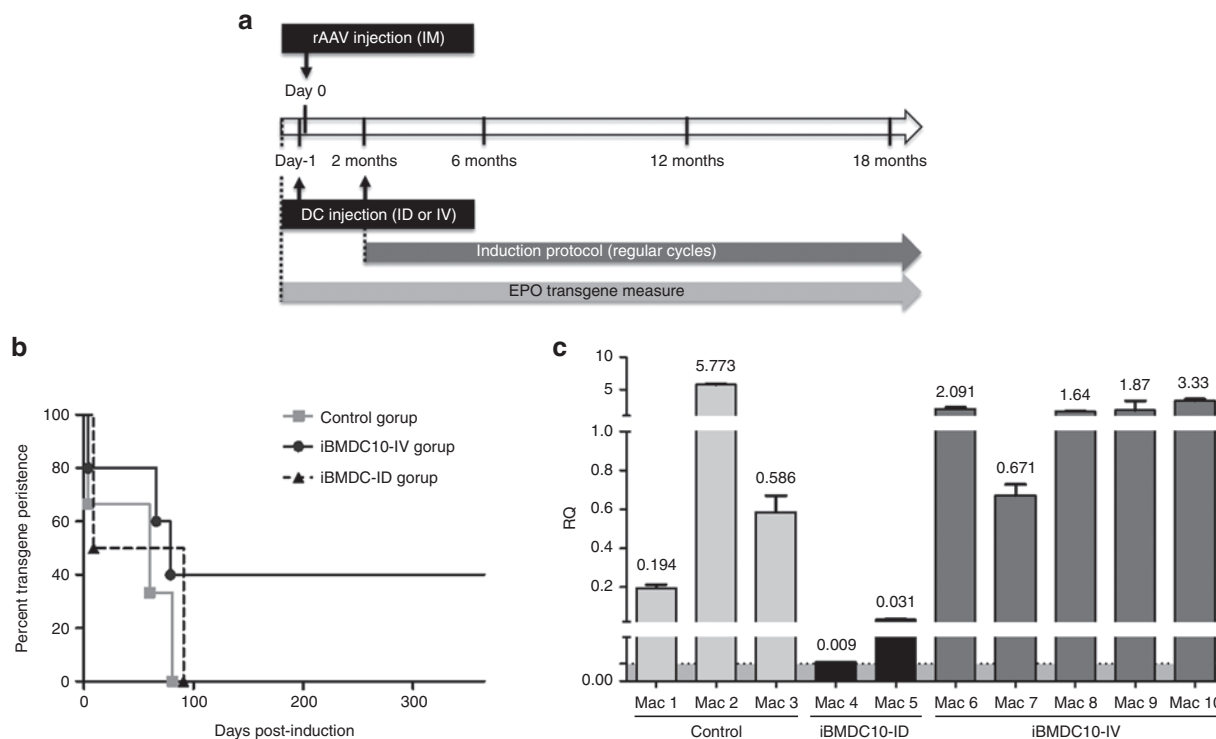 a
rAAV injection (IM)
Day 0
Day-1 2 months 6 months 12 months 18 months
DC injection (ID or IV)
Induction protocol (regular cycles)
EPO transgene measure
b
Percent transgene peristence
100
80
60
40
20
0
0 100 200 300
Days post-induction
Control gorup
iBMDC10-IV gorup
iBMDC-ID gorup
c
RQ
10
5
1.0
0.8
0.6
0.4
0.2
0.00
0.194
5.773
0.586
0.009
0.031
2.091
0.671
1.64
1.87
3.33
Mac 1 Mac 2 Mac 3 Mac 4 Mac 5 Mac 6 Mac 7 Mac 8 Mac 9 Mac 10
Control iBMDC10-ID iBMDC10-IV